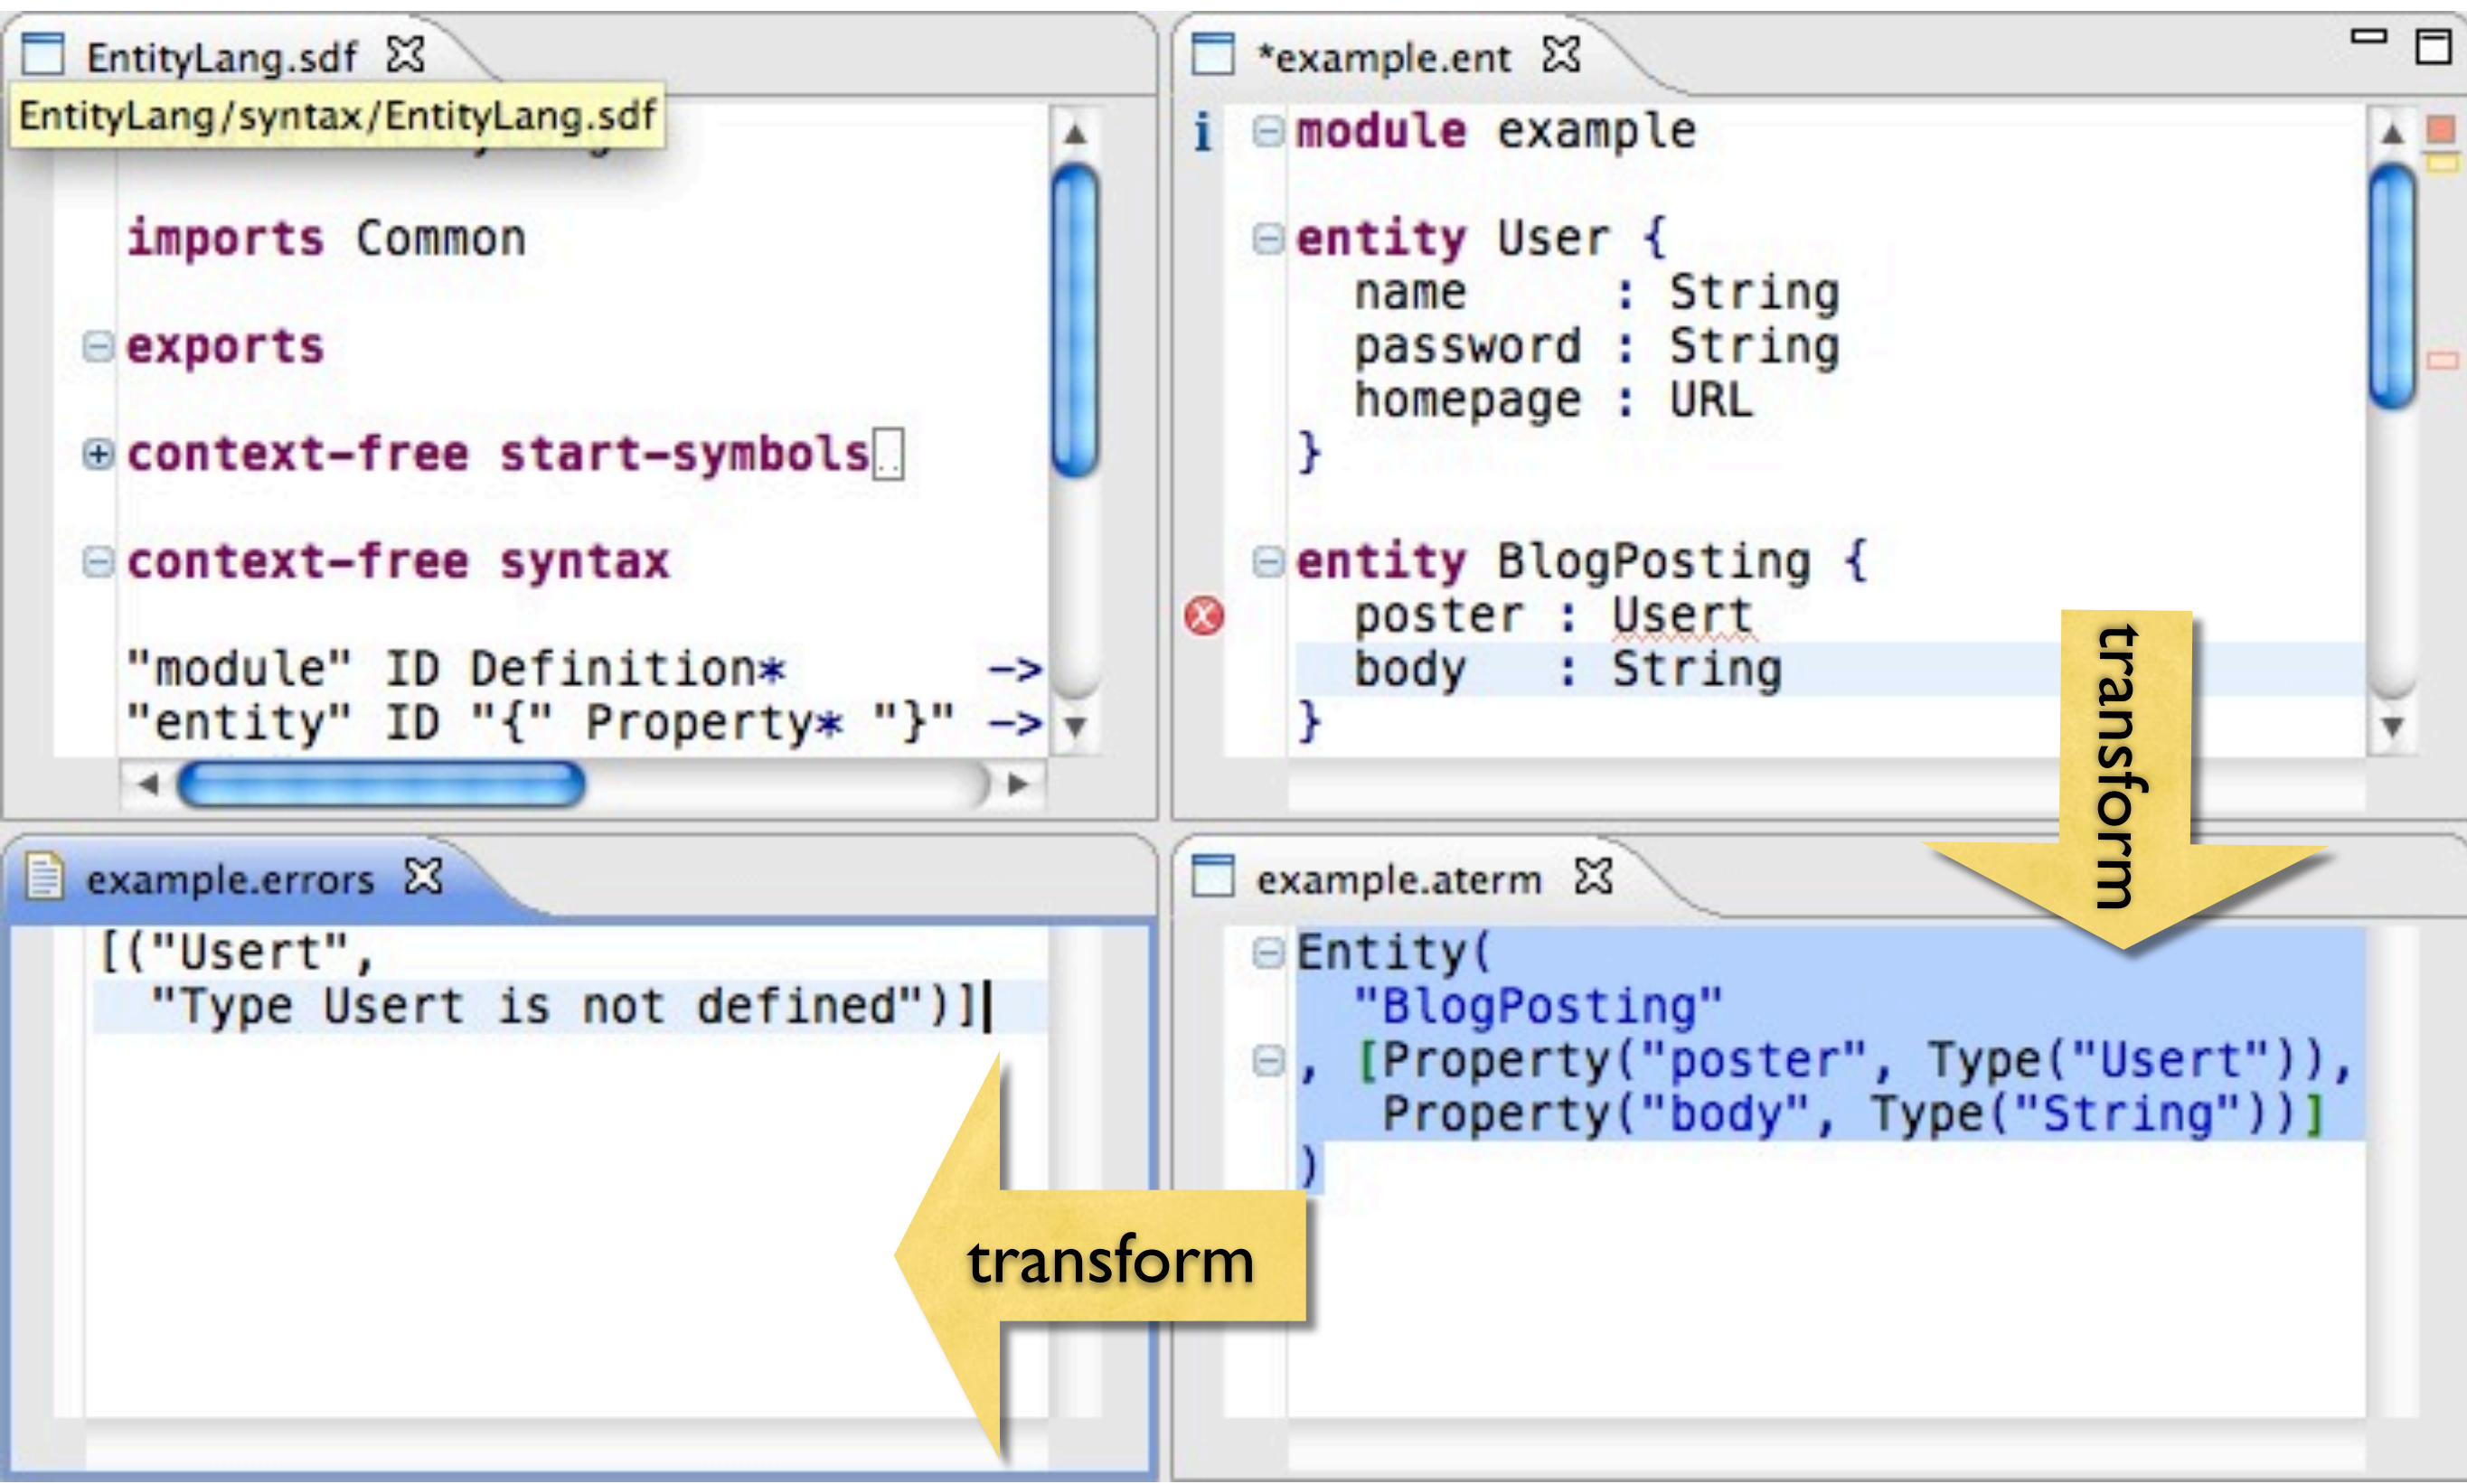 EntityLang.sdf
EntityLang/syntax/EntityLang.sdf
imports Common
exports
context-free start-symbols
context-free syntax
"module" ID Definition* ->
"entity" ID "{" Property* "}" ->
*example.ent
module example
entity User {
name : String
password : String
homepage : URL
}
entity BlogPosting {
poster : Usert
body : String
}
transform
example.errors
[("Usert",
"Type Usert is not defined")]
transform
example.aterm
Entity(
"BlogPosting"
, [Property("poster", Type("Usert")),
Property("body", Type("String"))]
)